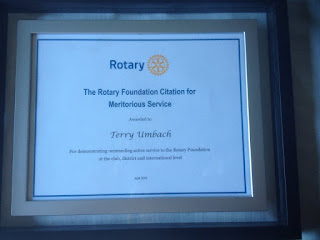 Rotary
The Rotary Foundation Citation for
Meritorious Service
Awarded to
Terry Umbach
For demonstrating outstanding active service to the Rotary Foundation
at the club, district and international level